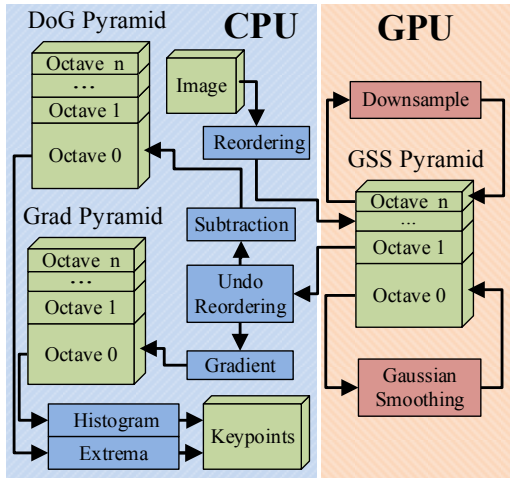 DoG Pyramid
CPU
GPU
Octave n
...
Octave 1
Octave 0
Image
Reordering
Downsample
GSS Pyramid
Octave n
...
Octave 1
Octave 0
Grad Pyramid
Octave n
...
Octave 1
Octave 0
Subtraction
Undo
Reordering
Gradient
Gaussian
Smoothing
Histogram
Extrema
Keypoints